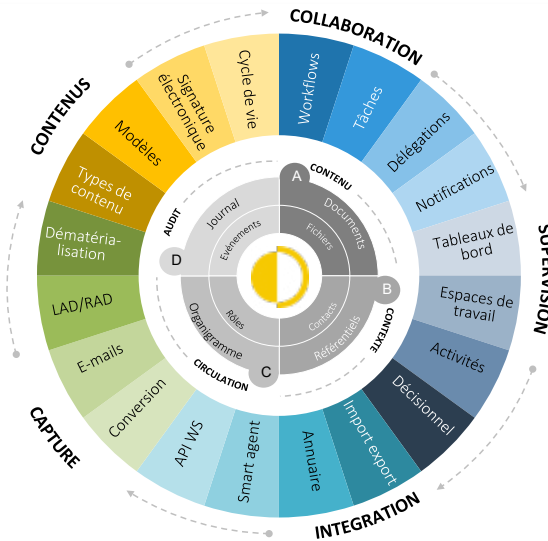 COLLABORATION
Workflows
Tâches
Délégations
Notifications
SUPERVISION
Tableaux de
bord
Espaces de
travail
Activités
Décisionnel
INTEGRATION
Import export
Annuaire
Smart agent
API WS
CAPTURE
Conversion
E-mails
LAD/RAD
Dématéria-
lisation
CONTENUS
Types de
contenu
Modèles
Signature
électronique
Cycle de vie
A
CONTENU
Documents
Fichiers
B
CONTEXTE
Référentiels
Contacts
C
CIRCULATION
Organigramme
Rôles
D
AUDIT
Journal
Evénements